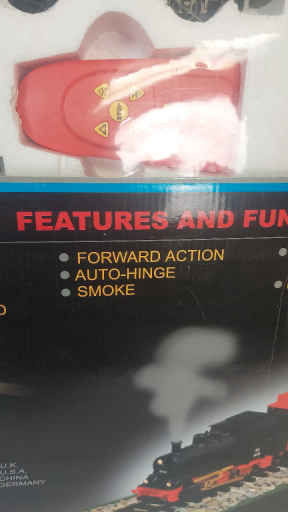 FEATURES AND FUN
FORWARD ACTION
AUTO-HINGE
SMOKE
U.K.
U.S.A.
CHINA
GERMANY